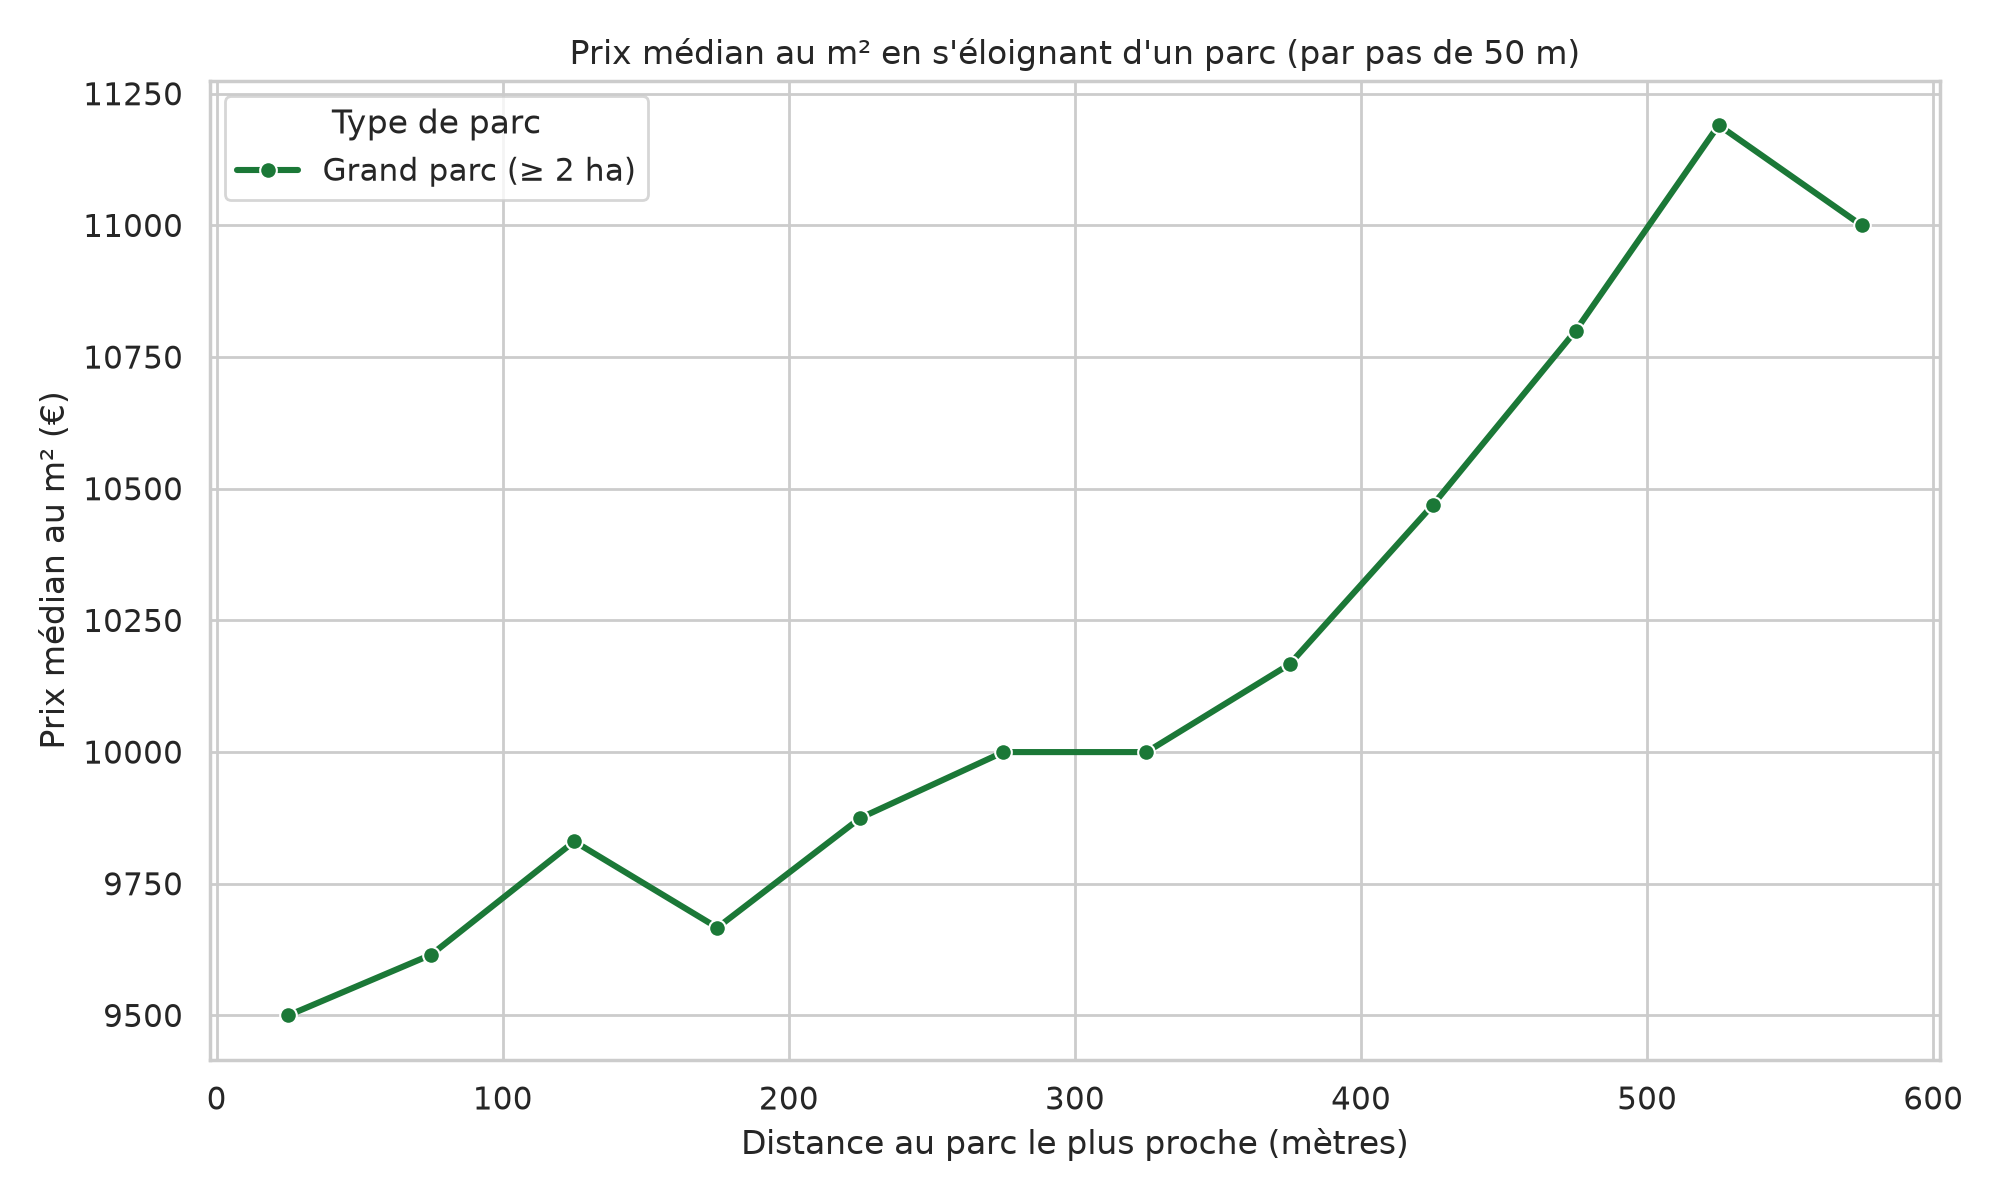 Prix médian au m² en s'éloignant d'un parc (par pas de 50 m)
Type de parc
Grand parc (≥ 2 ha)
Prix médian au m² (€)
11250
11000
10750
10500
10250
10000
9750
9500
0 100 200 300 400 500 600
Distance au parc le plus proche (mètres)